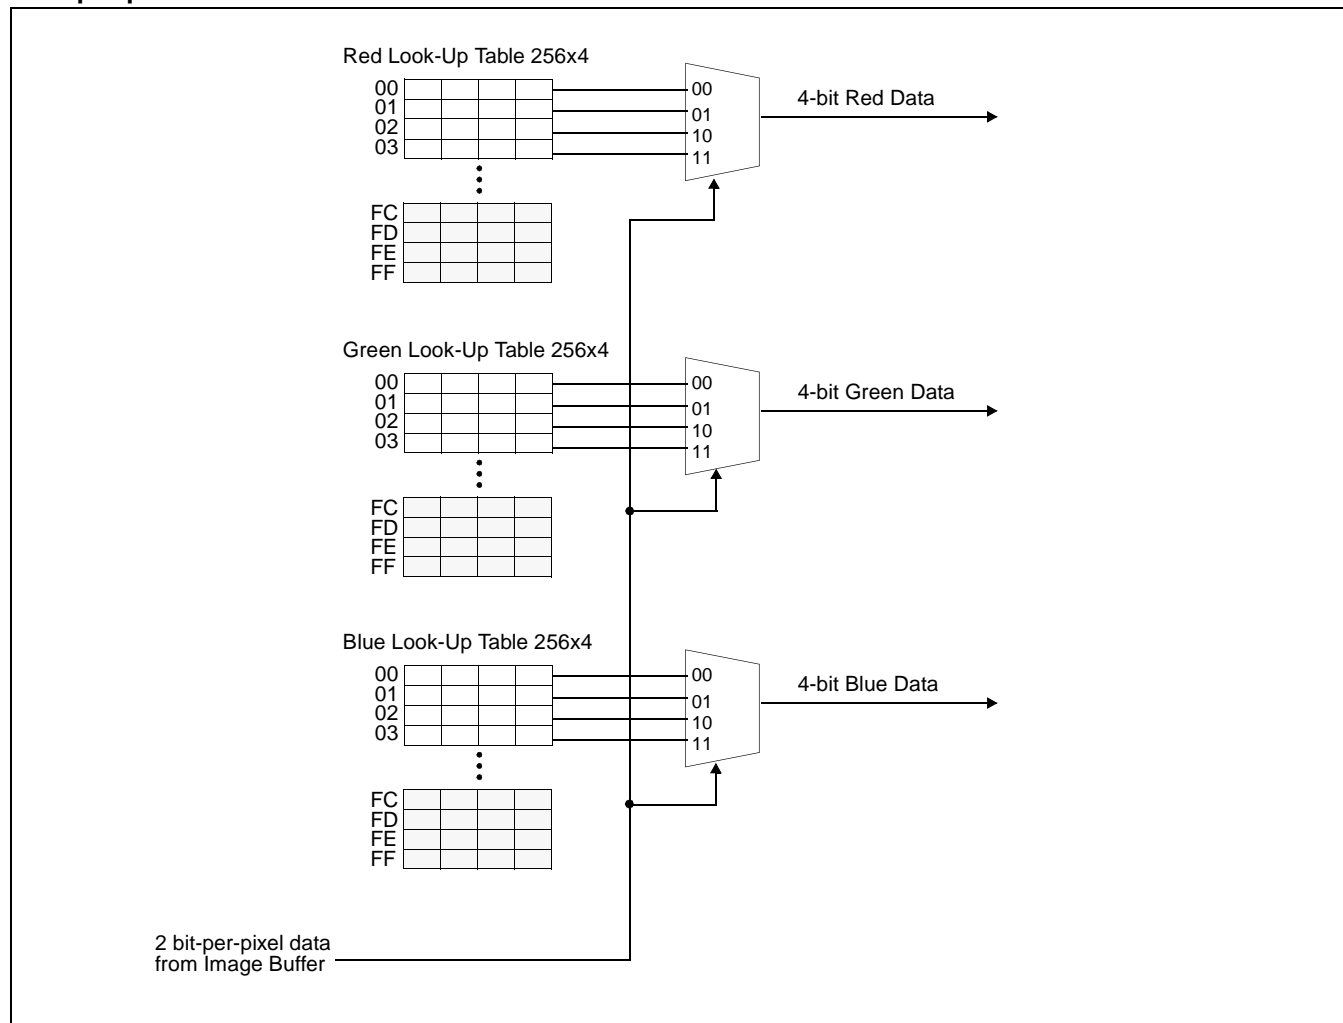 Red Look-Up Table 256x4
00
01
02
03
FC
FD
FE
FF
00
01
10
11
4-bit Red Data
Green Look-Up Table 256x4
00
01
02
03
FC
FD
FE
FF
00
01
10
11
4-bit Green Data
Blue Look-Up Table 256x4
00
01
02
03
FC
FD
FE
FF
00
01
10
11
4-bit Blue Data
2 bit-per-pixel data
from Image Buffer